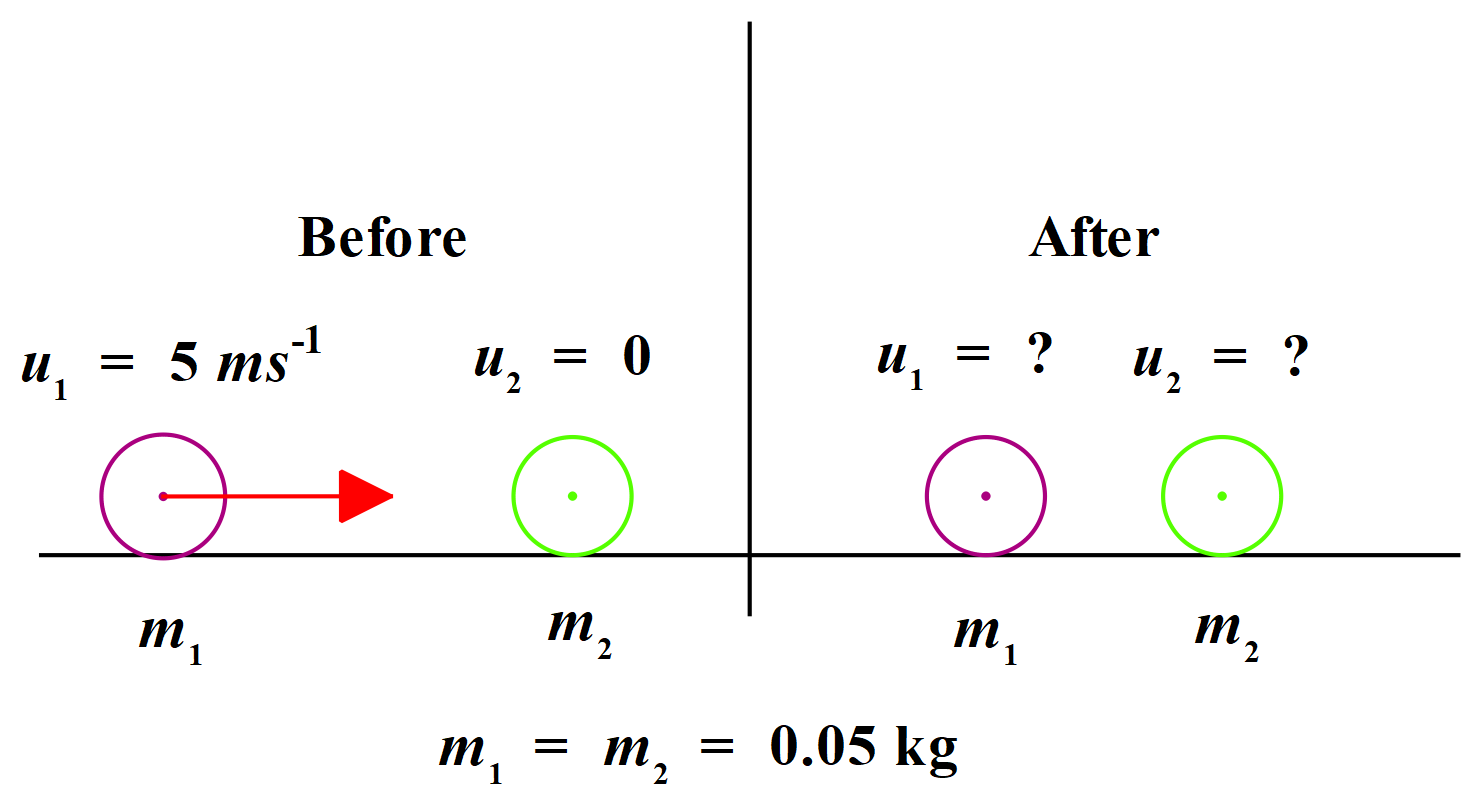 Before
After
u₁ = 5 ms⁻¹
u₂ = 0
u₁ = ?
u₂ = ?
m₁
m₂
m₁
m₂
m₁ = m₂ = 0.05 kg